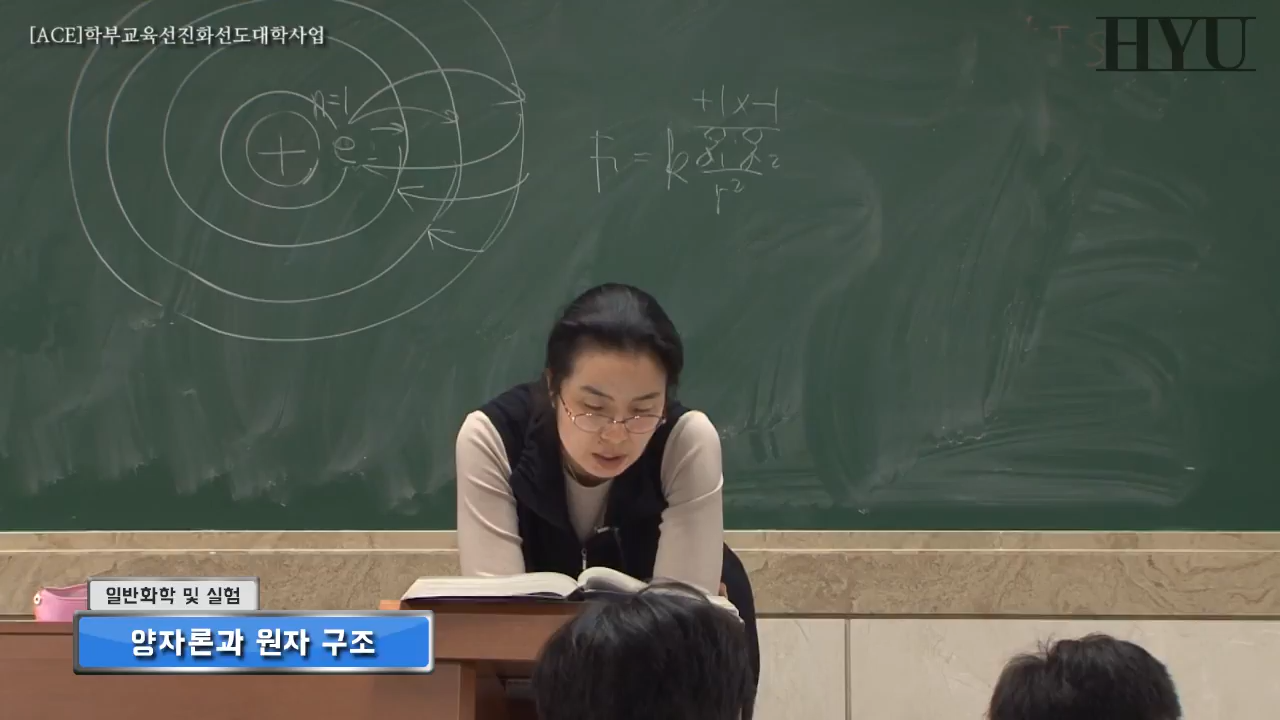 [ACE]학부교육선진화선도대학사업
HYU
n=1
+
e-
+1 x -1
F = k q₁ q₂
r²
일반화학 및 실험
양자론과 원자 구조